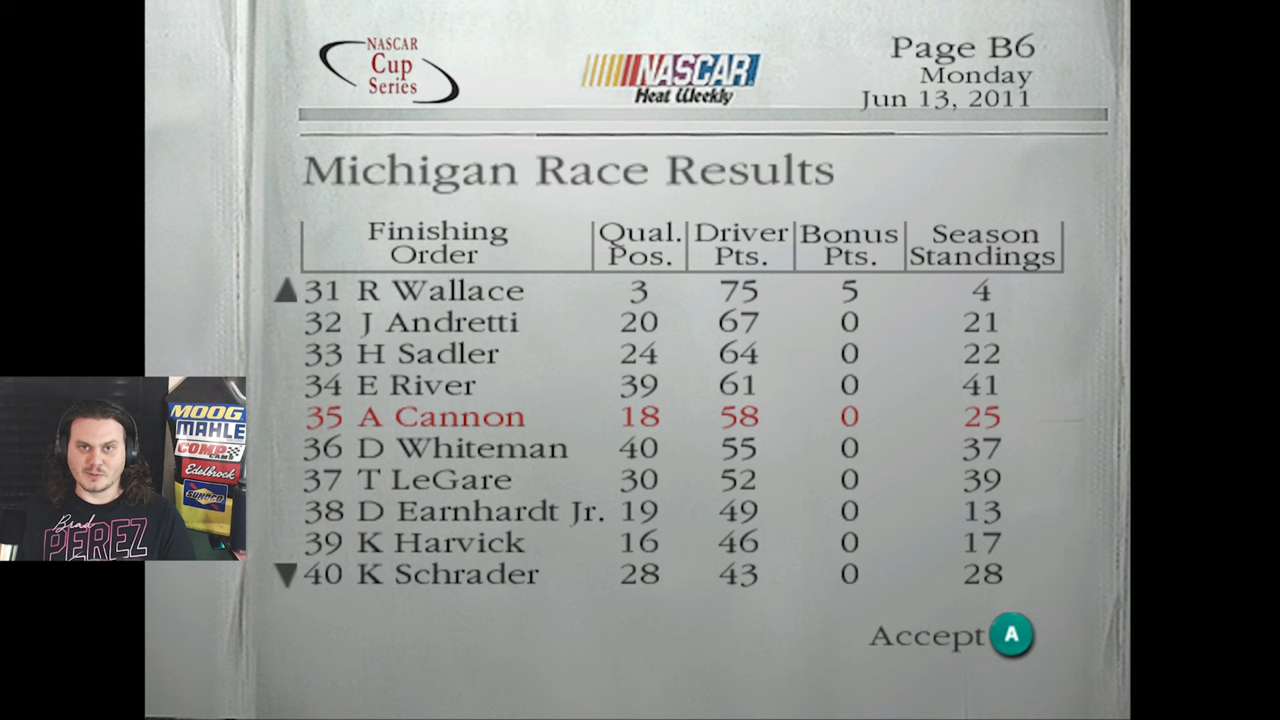 NASCAR
Cup
Series
NASCAR
Heat Weekly
Page B6
Monday
Jun 13, 2011
Michigan Race Results
Finishing Order Qual. Pos. Driver Pts. Bonus Pts. Season Standings
31 R Wallace 3 75 5 4
32 J Andretti 20 67 0 21
33 H Sadler 24 64 0 22
34 E River 39 61 0 41
35 A Cannon 18 58 0 25
36 D Whiteman 40 55 0 37
37 T LeGare 30 52 0 39
38 D Earnhardt Jr. 19 49 0 13
39 K Harvick 16 46 0 17
40 K Schrader 28 43 0 28
Accept A
MOOG
MAHLE
COMP
CAMS
Edelbrock
SUNOCO
Brad
PEREZ